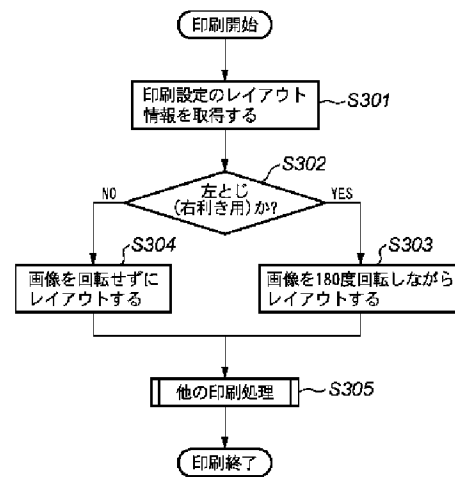 印刷開始
印刷設定のレイアウト
情報を取得する
S301
S302
左とじ
(右利き用)か?
NO
YES
S304
S303
画像を回転せずに
レイアウトする
画像を180度回転しながら
レイアウトする
他の印刷処理
S305
印刷終了